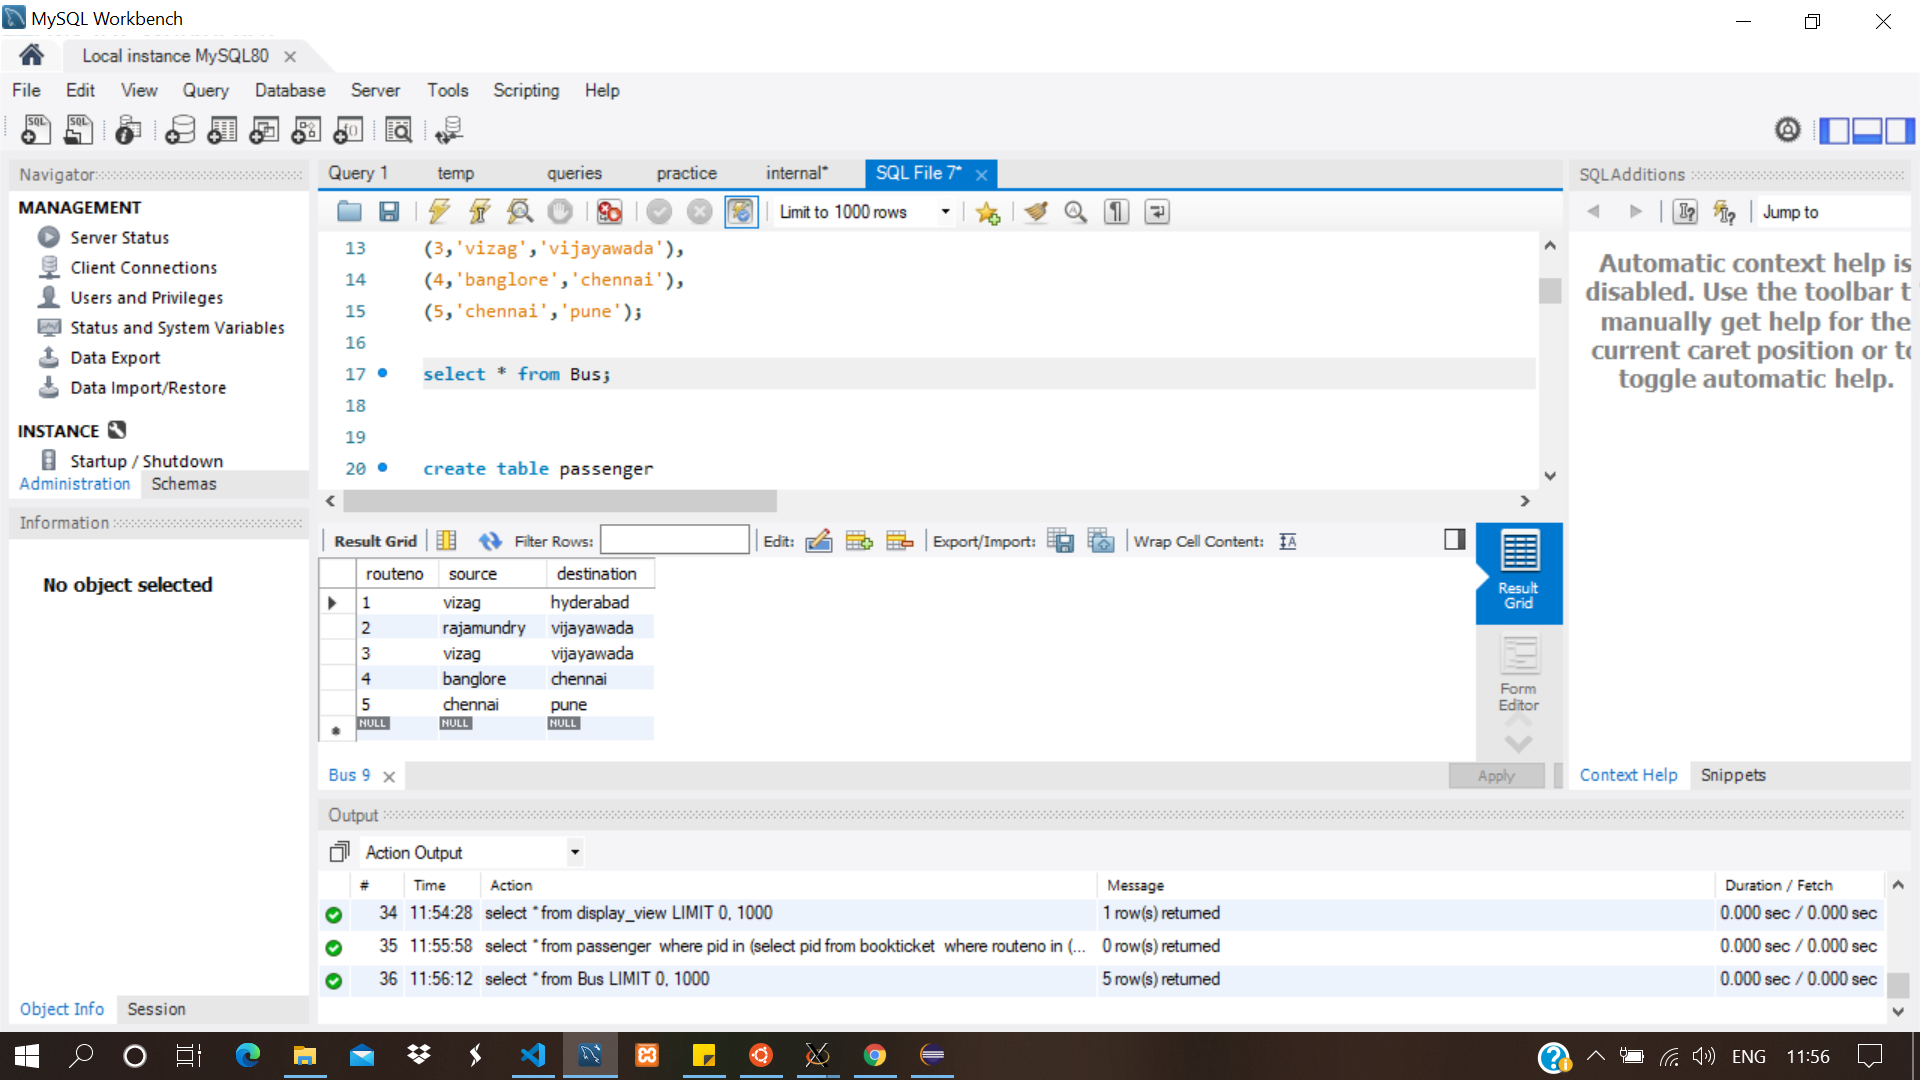 MySQL Workbench
Local instance MySQL80
File Edit View Query Database Server Tools Scripting Help
Navigator
MANAGEMENT
Server Status
Client Connections
Users and Privileges
Status and System Variables
Data Export
Data Import/Restore
INSTANCE
Startup / Shutdown
Administration Schemas
Information
No object selected
Object Info Session
Query 1 temp queries practice internal* SQL File 7*
Limit to 1000 rows
13 (3,'vizag','vijayawada'),
14 (4,'banglore','chennai'),
15 (5,'chennai','pune');
16
17 select * from Bus;
18
19
20 create table passenger
Result Grid Filter Rows: Edit: Export/Import: Wrap Cell Content:
routeno source destination
1 vizag hyderabad
2 rajamundry vijayawada
3 vizag vijayawada
4 banglore chennai
5 chennai pune
NULL NULL NULL
Result Grid
Form Editor
Bus 9
Apply
SQLAdditions
Jump to
Automatic context help is
disabled. Use the toolbar t
manually get help for the
current caret position or to
toggle automatic help.
Context Help Snippets
Output
Action Output
# Time Action Message Duration / Fetch
34 11:54:28 select * from display_view LIMIT 0, 1000 1 row(s) returned 0.000 sec / 0.000 sec
35 11:55:58 select * from passenger where pid in (select pid from bookticket where routeno in (... 0 row(s) returned 0.000 sec / 0.000 sec
36 11:56:12 select * from Bus LIMIT 0, 1000 5 row(s) returned 0.000 sec / 0.000 sec
ENG 11:56